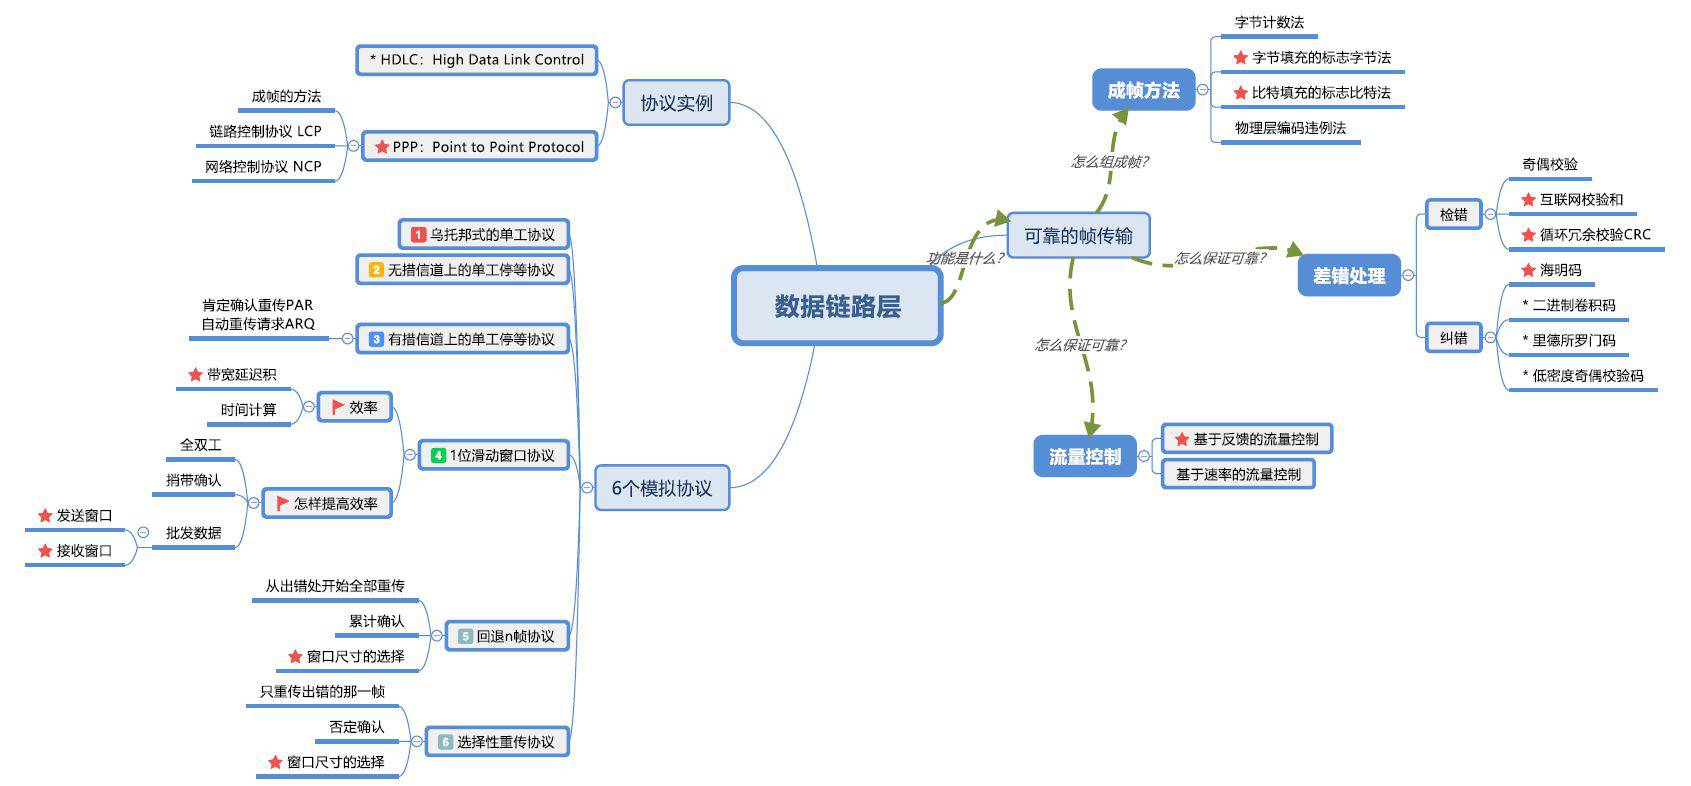 数据链路层
功能是什么?
可靠的帧传输
怎么组成帧?
成帧方法
字节计数法
字节填充的标志字节法
比特填充的标志比特法
物理层编码违例法
怎么保证可靠?
差错处理
检错
奇偶校验
互联网校验和
循环冗余校验CRC
纠错
海明码
* 二进制卷积码
* 里德所罗门码
* 低密度奇偶校验码
怎么保证可靠?
流量控制
基于反馈的流量控制
基于速率的流量控制
协议实例
* HDLC：High Data Link Control
PPP：Point to Point Protocol
成帧的方法
链路控制协议 LCP
网络控制协议 NCP
6个模拟协议
1 乌托邦式的单工协议
2 无措信道上的单工停等协议
3 有措信道上的单工停等协议
肯定确认重传PAR
自动重传请求ARQ
4 1位滑动窗口协议
效率
带宽延迟积
时间计算
怎样提高效率
全双工
捎带确认
批发数据
发送窗口
接收窗口
5 回退n帧协议
从出错处开始全部重传
累计确认
窗口尺寸的选择
6 选择性重传协议
只重传出错的那一帧
否定确认
窗口尺寸的选择